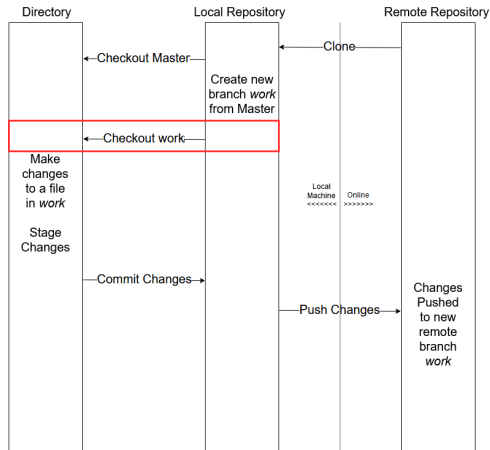 Directory
Local Repository
Remote Repository
Clone
Checkout Master
Create new
branch work
from Master
Checkout work
Make
changes
to a file
in work
Stage
Changes
Local
Machine
<<<<<<<
Online
>>>>>>>
Commit Changes
Push Changes
Changes
Pushed
to new
remote
branch
work